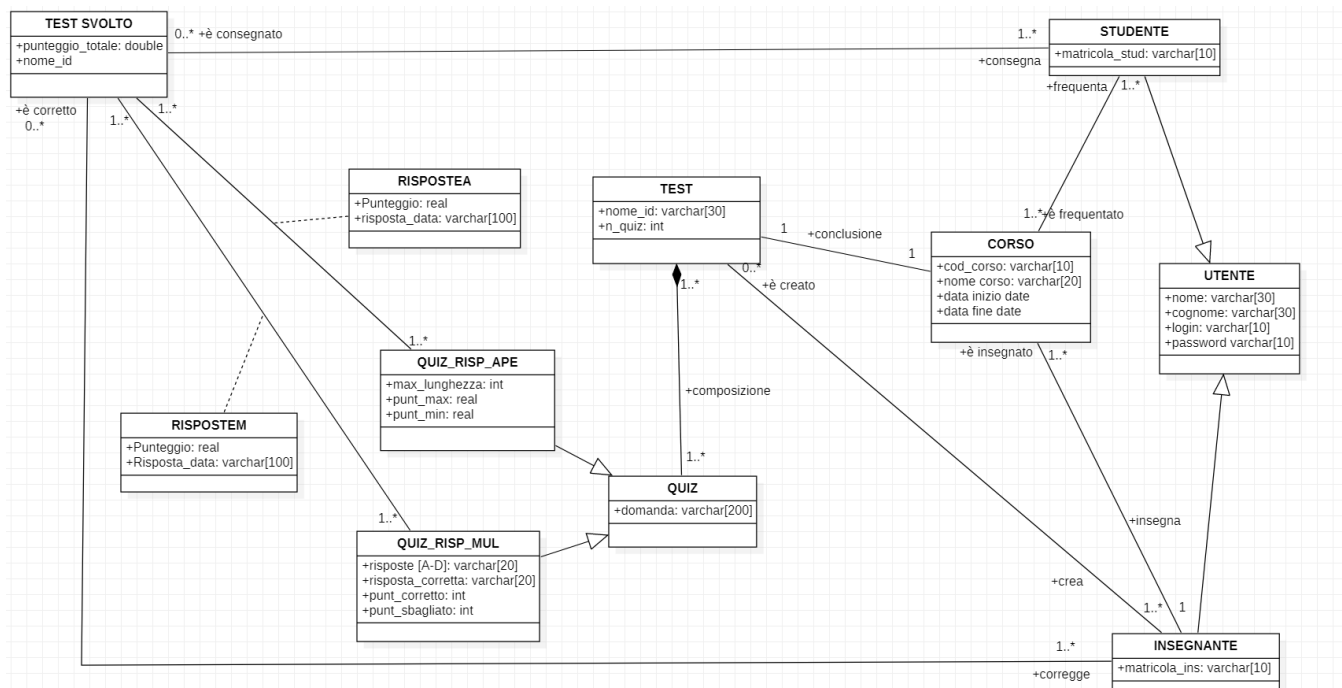 TEST SVOLTO
+punteggio_totale: double
+nome_id
0..* +è consegnato
1..*
+consegna
STUDENTE
+matricola_stud: varchar[10]
+è corretto
0..*
1..*
1..*
+frequenta
1..*
RISPOSTEA
+Punteggio: real
+risposta_data: varchar[100]
TEST
+nome_id: varchar[30]
+n_quiz: int
1
+conclusione
1
1..*
+è frequentato
CORSO
+cod_corso: varchar[10]
+nome corso: varchar[20]
+data inizio date
+data fine date
UTENTE
+nome: varchar[30]
+cognome: varchar[30]
+login: varchar[10]
+password varchar[10]
0..*
+è creato
1..*
+è insegnato
1..*
1..*
QUIZ_RISP_APE
+max_lunghezza: int
+punt_max: real
+punt_min: real
+composizione
RISPOSTEM
+Punteggio: real
+Risposta_data: varchar[100]
1..*
QUIZ
+domanda: varchar[200]
1..*
QUIZ_RISP_MUL
+risposte [A-D]: varchar[20]
+risposta_corretta: varchar[20]
+punt_corretto: int
+punt_sbagliato: int
+insegna
+crea
1..*
1
1..*
+corregge
INSEGNANTE
+matricola_ins: varchar[10]